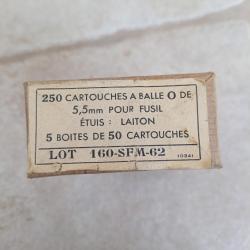 250 CARTOUCHES A BALLE O DE
5,5mm POUR FUSIL
ÉTUIS : LAITON
5 BOITES DE 50 CARTOUCHES
LOT 160-SFM-62
10341